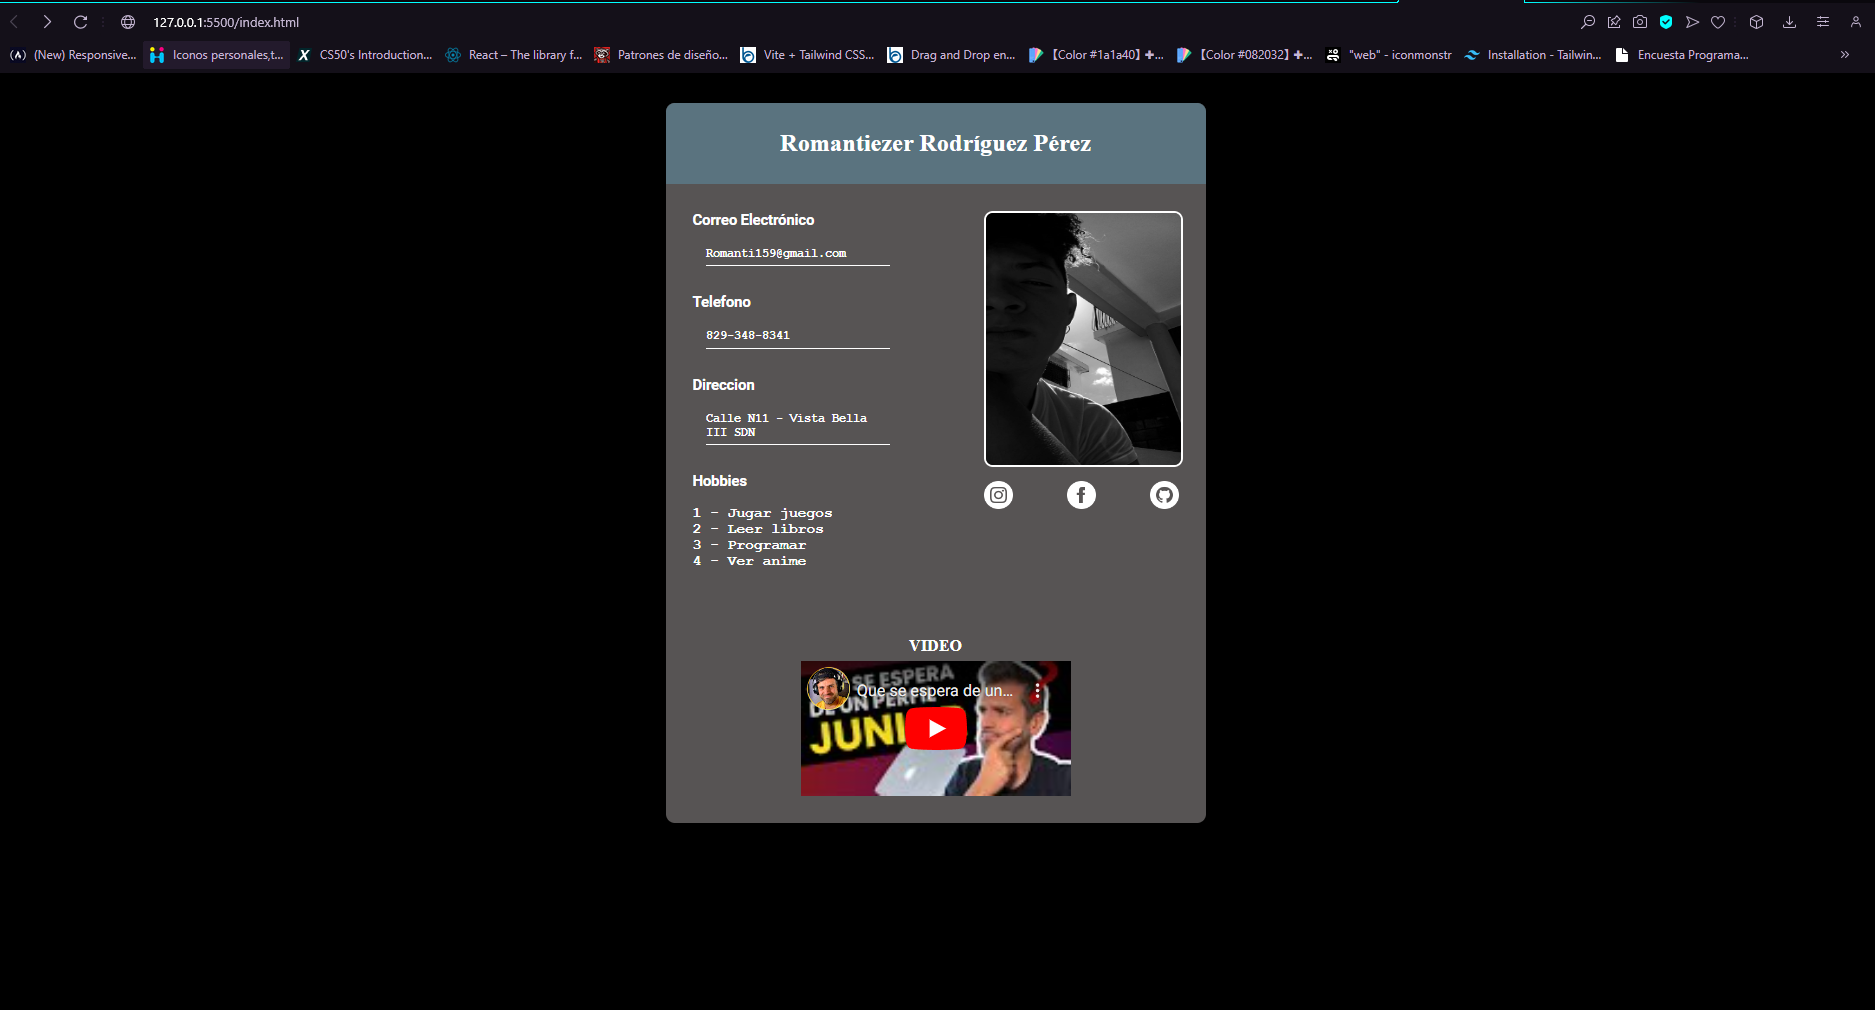 127.0.0.1:5500/index.html
(New) Responsive...
Iconos personales,t...
CS50's Introduction...
React – The library f...
Patrones de diseño...
Vite + Tailwind CSS...
Drag and Drop en...
【Color #1a1a40】✚...
【Color #082032】✚...
"web" - iconmonstr
Installation - Tailwin...
Encuesta Programa...
»
Romantiezer Rodríguez Pérez
Correo Electrónico
Romanti159@gmail.com
Telefono
829-348-8341
Direccion
Calle N11 - Vista Bella
III SDN
Hobbies
1 - Jugar juegos
2 - Leer libros
3 - Programar
4 - Ver anime
VIDEO
Que se espera de un...
SE ESPERA
DE UN PERFIL
?